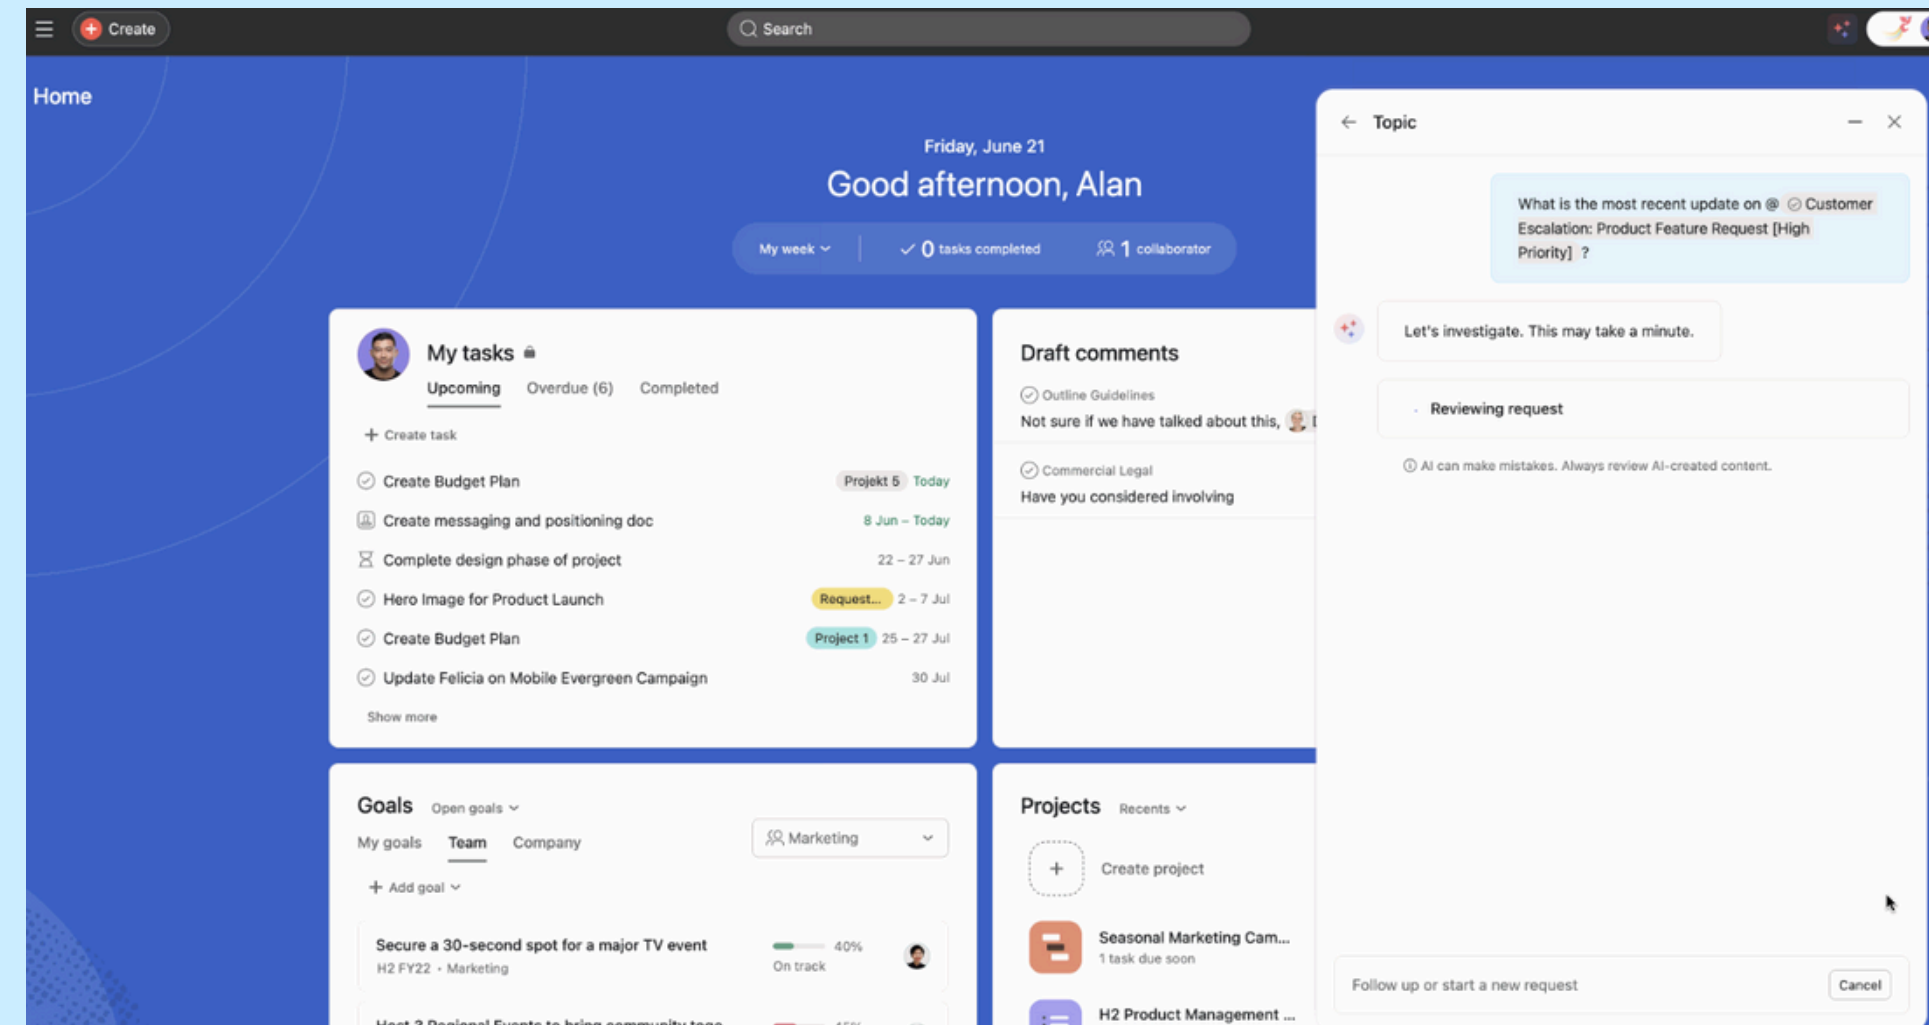 Create
Search
Home
Friday, June 21
Good afternoon, Alan
My week
0 tasks completed
1 collaborator
My tasks
Upcoming Overdue (6) Completed
+ Create task
Create Budget Plan Projekt 5 Today
Create messaging and positioning doc 8 Jun – Today
Complete design phase of project 22 – 27 Jun
Hero Image for Product Launch Request... 2 – 7 Jul
Create Budget Plan Project 1 25 – 27 Jul
Update Felicia on Mobile Evergreen Campaign 30 Jul
Show more
Draft comments
Outline Guidelines
Not sure if we have talked about this,
Commercial Legal
Have you considered involving
Goals Open goals
My goals Team Company
Marketing
+ Add goal
Secure a 30-second spot for a major TV event 40%
H2 FY22 • Marketing On track
Host 3 Regional Events to bring community toge
Projects Recents
Create project
Seasonal Marketing Cam...
1 task due soon
H2 Product Management ...
Topic
What is the most recent update on @ Customer
Escalation: Product Feature Request [High
Priority] ?
Let's investigate. This may take a minute.
Reviewing request
AI can make mistakes. Always review AI-created content.
Follow up or start a new request
Cancel